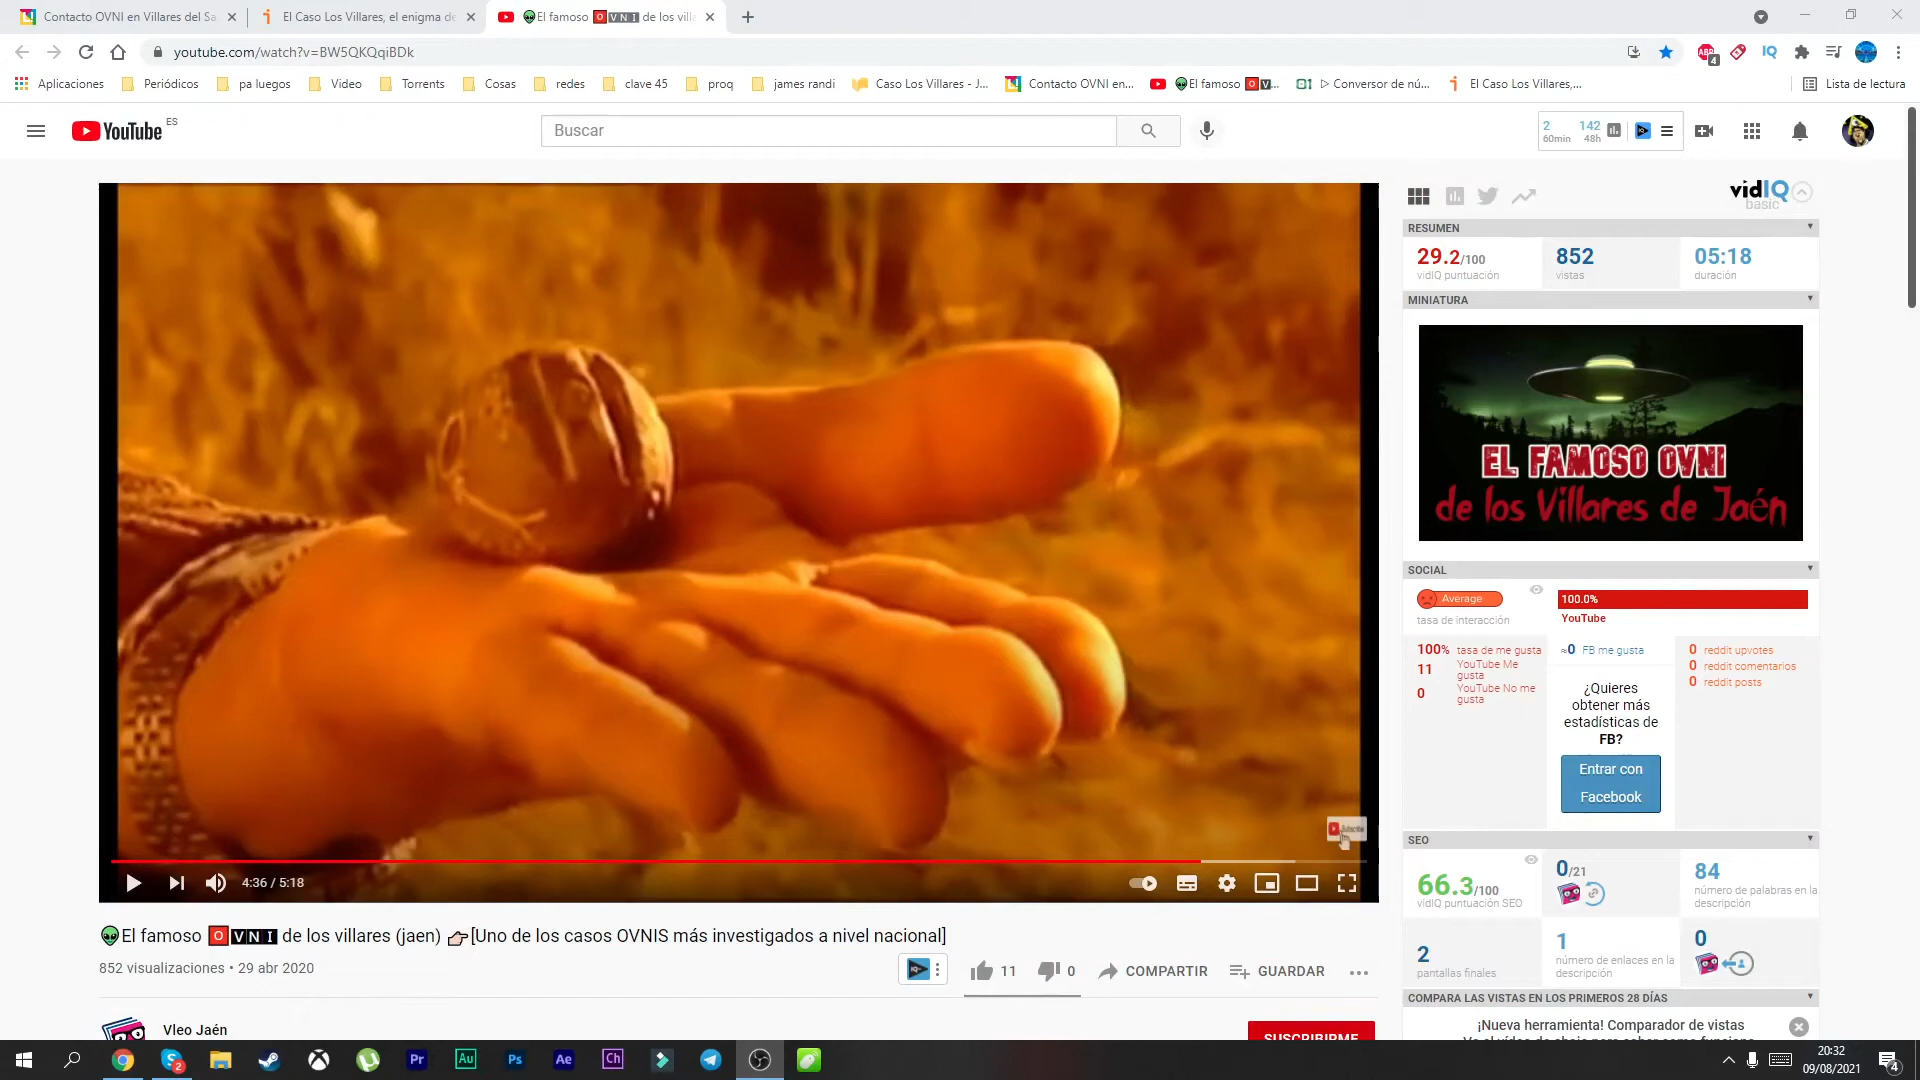 Contacto OVNI en Villares del Sa
El Caso Los Villares, el enigma de
👽El famoso 🅾🆅🅽🅸 de los villa
youtube.com/watch?v=BW5QKQqiBDk
Aplicaciones
Periódicos
pa luegos
Video
Torrents
Cosas
redes
clave 45
proq
james randi
Caso Los Villares - J...
Contacto OVNI en...
👽El famoso 🅾🆅...
▷ Conversor de nú...
El Caso Los Villares,...
Lista de lectura
YouTube ES
Buscar
2 142
60min 48h
vidIQ
basic
RESUMEN
29.2/100 852 05:18
vidIQ puntuación vistas duración
MINIATURA
EL FAMOSO OVNI
de los Villares de Jaén
SOCIAL
Average
tasa de interacción
100.0%
YouTube
100% tasa de me gusta
11 YouTube Me gusta
0 YouTube No me gusta
≈0 FB me gusta
¿Quieres
obtener más
estadísticas de
FB?
Entrar con
Facebook
0 reddit upvotes
0 reddit comentarios
0 reddit posts
SEO
66.3/100
vidIQ puntuación SEO
0/21
84
número de palabras en la
descripción
2
pantallas finales
1
número de enlaces en la
descripción
0
COMPARA LAS VISTAS EN LOS PRIMEROS 28 DÍAS
¡Nueva herramienta! Comparador de vistas
4:36 / 5:18
👽El famoso 🅾🆅🅽🅸 de los villares (jaen) 👉[Uno de los casos OVNIS más investigados a nivel nacional]
852 visualizaciones • 29 abr 2020
11
0
COMPARTIR
GUARDAR
Vleo Jaén
SUSCRIBIRME
20:32
09/08/2021